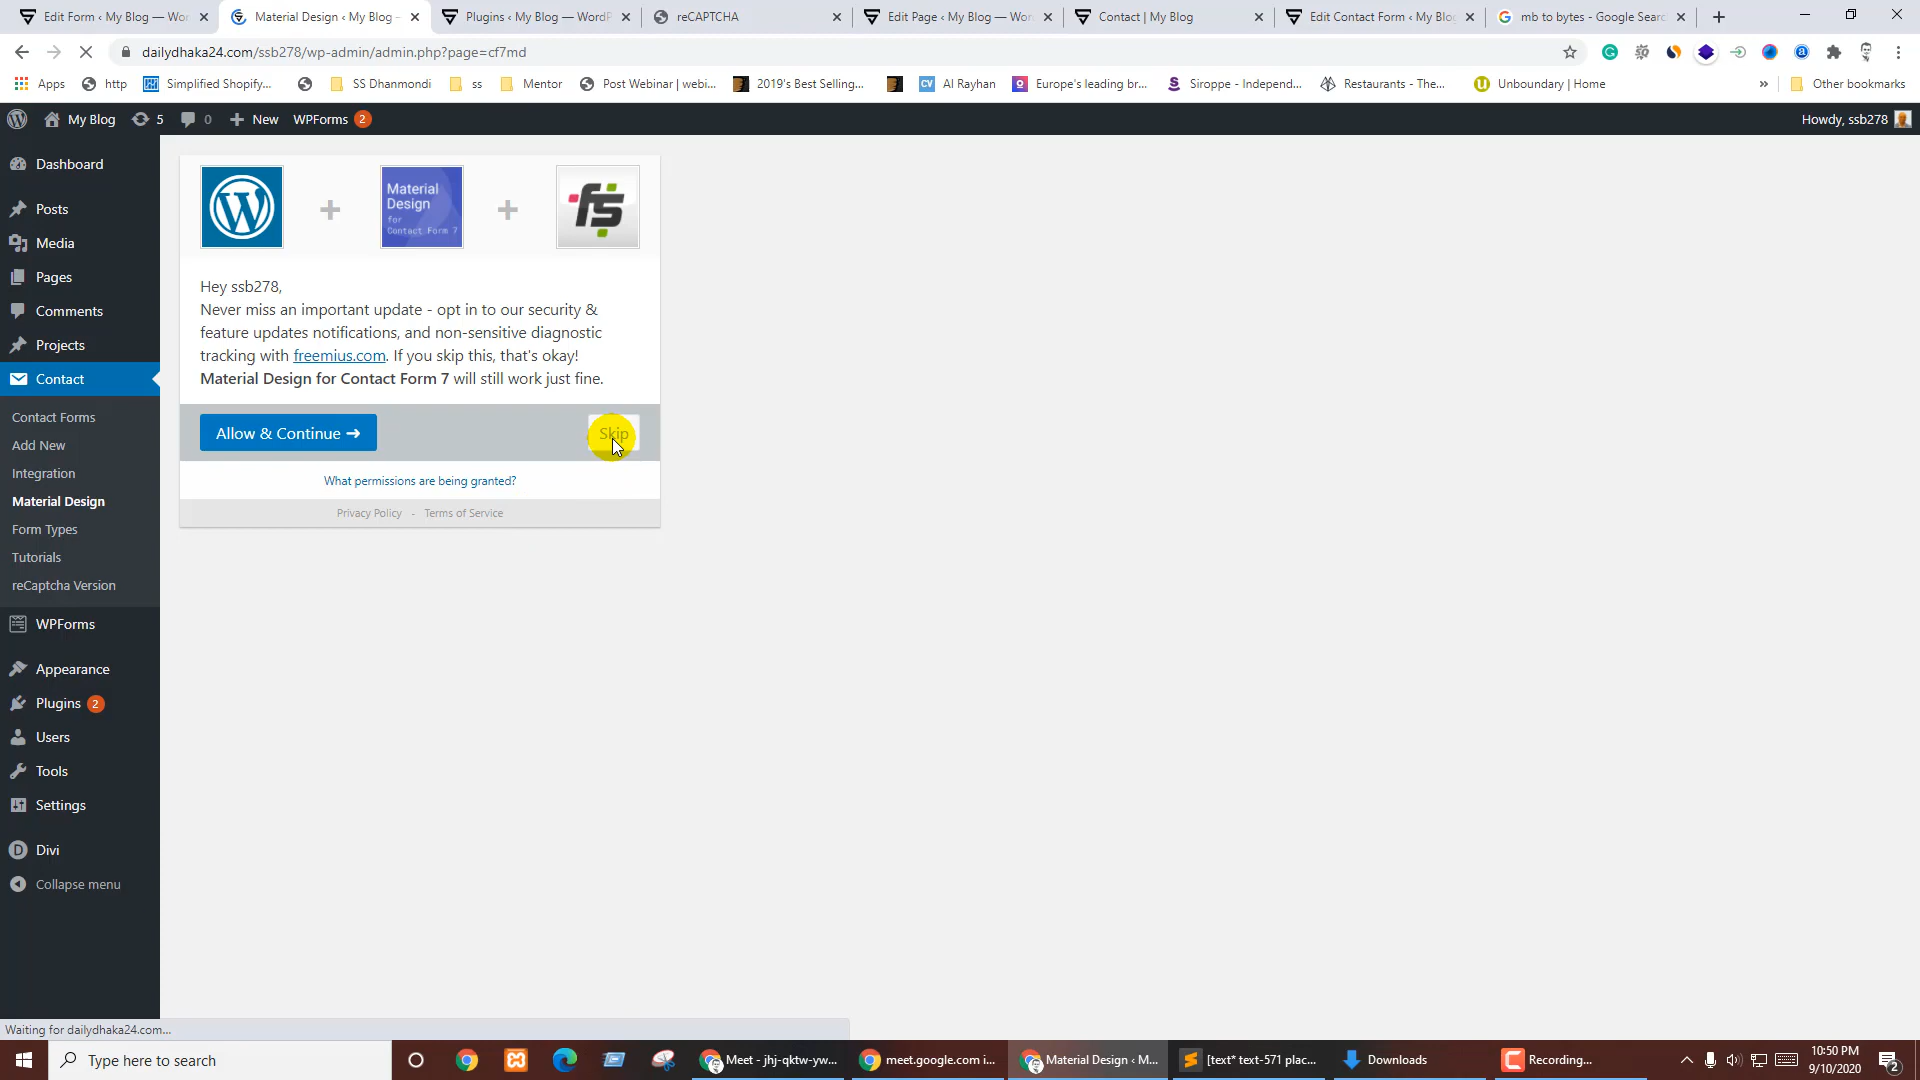 Edit Form ‹ My Blog — Wor
Material Design ‹ My Blog –
Plugins ‹ My Blog — WordP
reCAPTCHA
Edit Page ‹ My Blog — Wor
Contact | My Blog
Edit Contact Form ‹ My Blog
mb to bytes - Google Searc
dailydhaka24.com/ssb278/wp-admin/admin.php?page=cf7md
Apps
http
Simplified Shopify...
SS Dhanmondi
ss
Mentor
Post Webinar | webi...
2019's Best Selling...
CV
Al Rayhan
Europe's leading br...
Siroppe - Independ...
Restaurants - The...
Unboundary | Home
»
Other bookmarks
My Blog
5
0
New
WPForms 2
Howdy, ssb278
Dashboard
Posts
Media
Pages
Comments
Projects
Contact
Contact Forms
Add New
Integration
Material Design
Form Types
Tutorials
reCaptcha Version
WPForms
Appearance
Plugins 2
Users
Tools
Settings
Divi
Collapse menu
Material
Design
for
Contact Form 7
fs
Hey ssb278,
Never miss an important update - opt in to our security &
feature updates notifications, and non-sensitive diagnostic
tracking with freemius.com. If you skip this, that's okay!
Material Design for Contact Form 7 will still work just fine.
Allow & Continue ➜
Skip
What permissions are being granted?
Privacy Policy - Terms of Service
Waiting for dailydhaka24.com...
Type here to search
Meet - jhj-qktw-yw...
meet.google.com i...
Material Design ‹ M...
[text* text-571 plac...
Downloads
Recording...
10:50 PM
9/10/2020
2